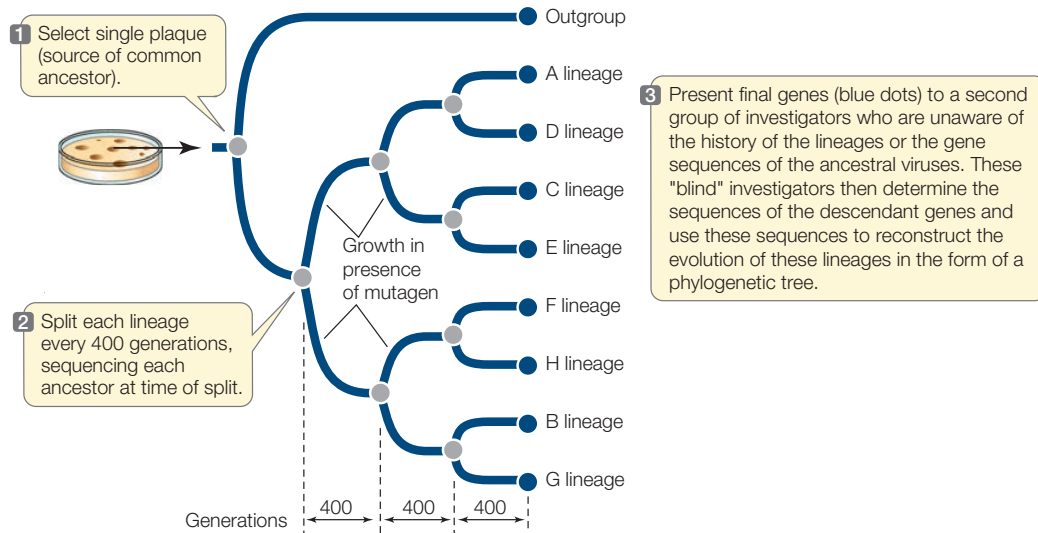 1 Select single plaque
(source of common
ancestor).
Outgroup
A lineage
D lineage
C lineage
E lineage
F lineage
H lineage
B lineage
G lineage
Growth in
presence
of mutagen
2 Split each lineage
every 400 generations,
sequencing each
ancestor at time of split.
3 Present final genes (blue dots) to a second
group of investigators who are unaware of
the history of the lineages or the gene
sequences of the ancestral viruses. These
"blind" investigators then determine the
sequences of the descendant genes and
use these sequences to reconstruct the
evolution of these lineages in the form of a
phylogenetic tree.
Generations 400 400 400